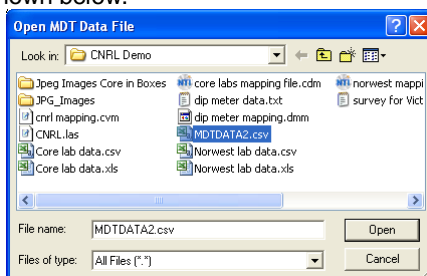 own below.
Open MDT Data File
Look in: CNRL Demo
Jpeg Images Core in Boxes core labs mapping file.cdm norwest mappi
JPG_Images dip meter data.txt survey for Vict
cnrl mapping.cvm dip meter mapping.dmm
CNRL.las MDTDATA2.csv
Core lab data.csv Norwest lab data.csv
Core lab data.xls Norwest lab data.xls
File name: MDTDATA2.csv Open
Files of type: All Files (*.*) Cancel